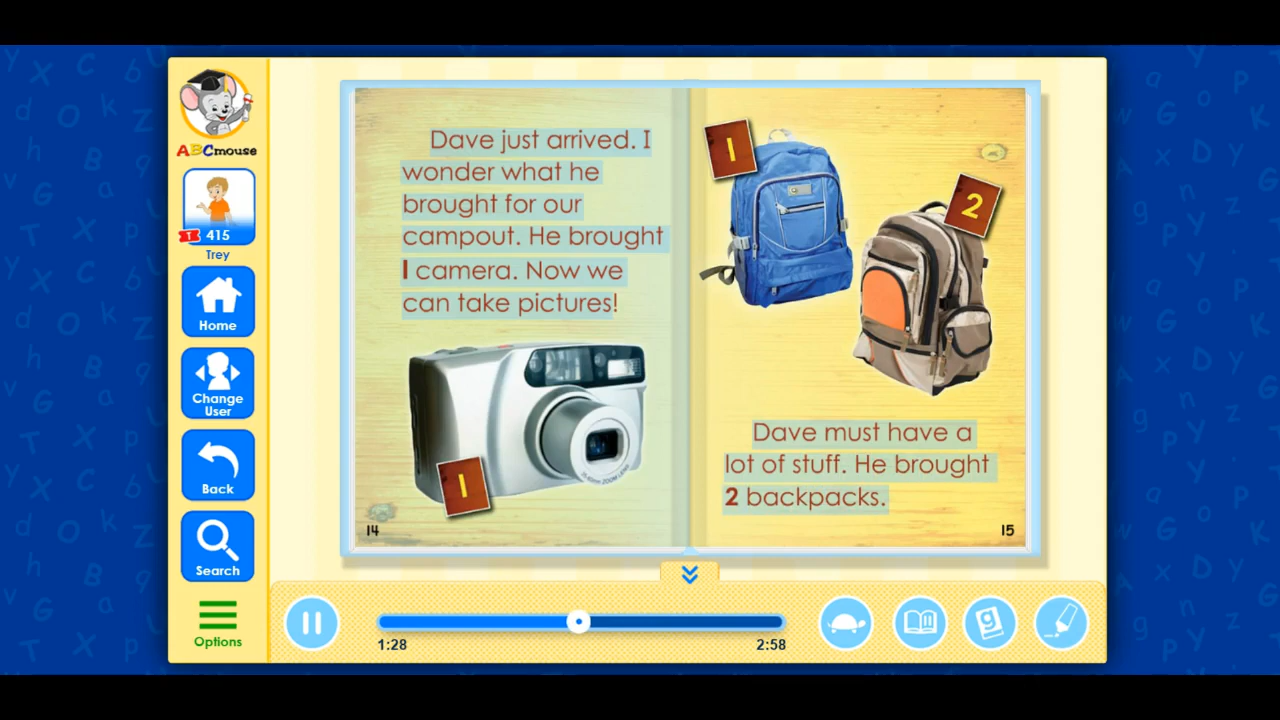 ABCmouse
T 415
Trey
Home
Change
User
Back
Search
Options
Dave just arrived. I
wonder what he
brought for our
campout. He brought
1 camera. Now we
can take pictures!
1
14
1
2
Dave must have a
lot of stuff. He brought
2 backpacks.
15
1:28
2:58
g